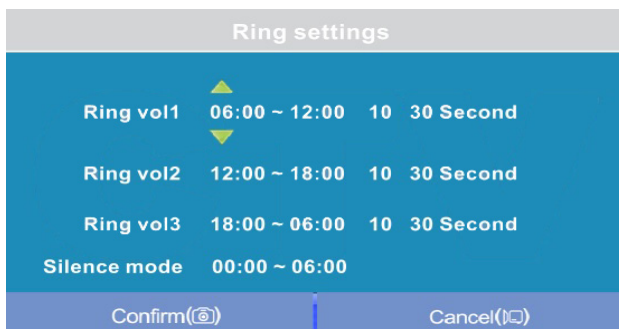 Ring settings
Ring vol1 06:00 ~ 12:00 10 30 Second
Ring vol2 12:00 ~ 18:00 10 30 Second
Ring vol3 18:00 ~ 06:00 10 30 Second
Silence mode 00:00 ~ 06:00
Confirm() Cancel()